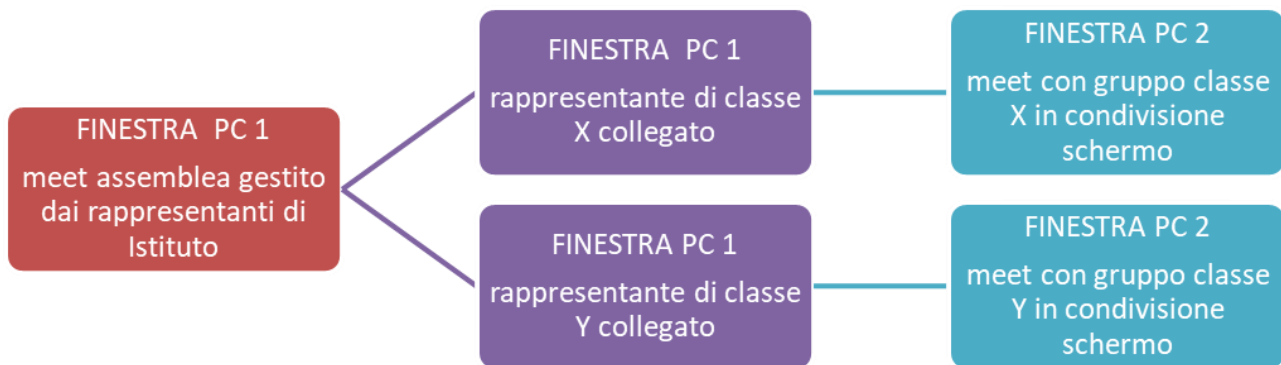 FINESTRA PC 1
meet assemblea gestito
dai rappresentanti di
Istituto
FINESTRA PC 1
rappresentante di classe
X collegato
FINESTRA PC 2
meet con gruppo classe
X in condivisione
schermo
FINESTRA PC 1
rappresentante di classe
Y collegato
FINESTRA PC 2
meet con gruppo classe
Y in condivisione
schermo